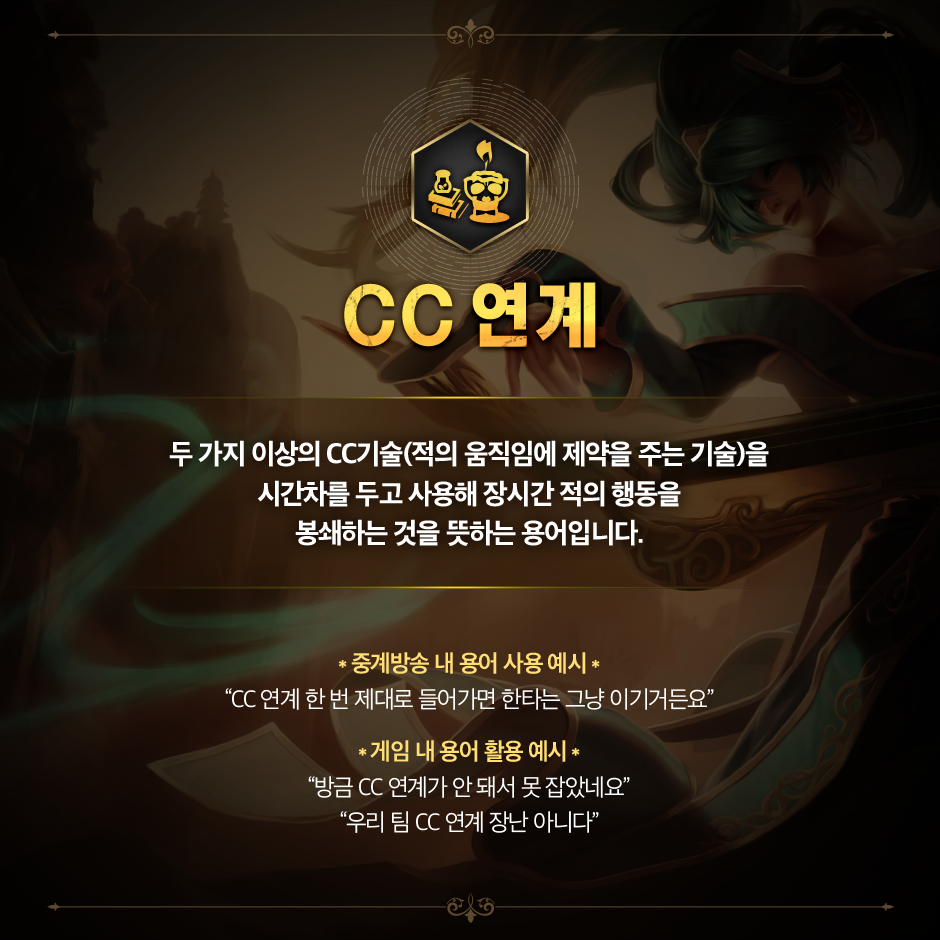 CC 연계
두 가지 이상의 CC기술(적의 움직임에 제약을 주는 기술)을
시간차를 두고 사용해 장시간 적의 행동을
봉쇄하는 것을 뜻하는 용어입니다.
* 중계방송 내 용어 사용 예시 *
“CC 연계 한 번 제대로 들어가면 한타는 그냥 이기거든요”
* 게임 내 용어 활용 예시 *
“방금 CC 연계가 안 돼서 못 잡았네요”
“우리 팀 CC 연계 장난 아니다”